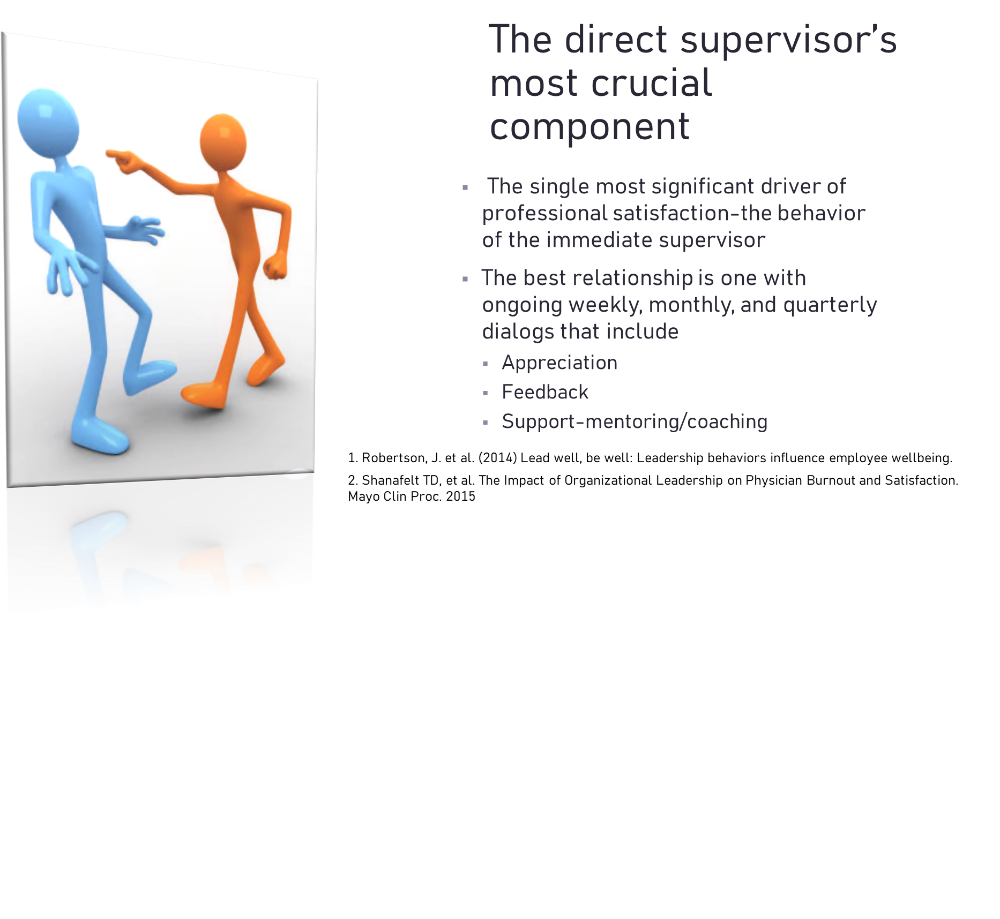 The direct supervisor’s
most crucial
component
▪ The single most significant driver of
professional satisfaction-the behavior
of the immediate supervisor
▪ The best relationship is one with
ongoing weekly, monthly, and quarterly
dialogs that include
▪ Appreciation
▪ Feedback
▪ Support-mentoring/coaching
1. Robertson, J. et al. (2014) Lead well, be well: Leadership behaviors influence employee wellbeing.
2. Shanafelt TD, et al. The Impact of Organizational Leadership on Physician Burnout and Satisfaction.
Mayo Clin Proc. 2015